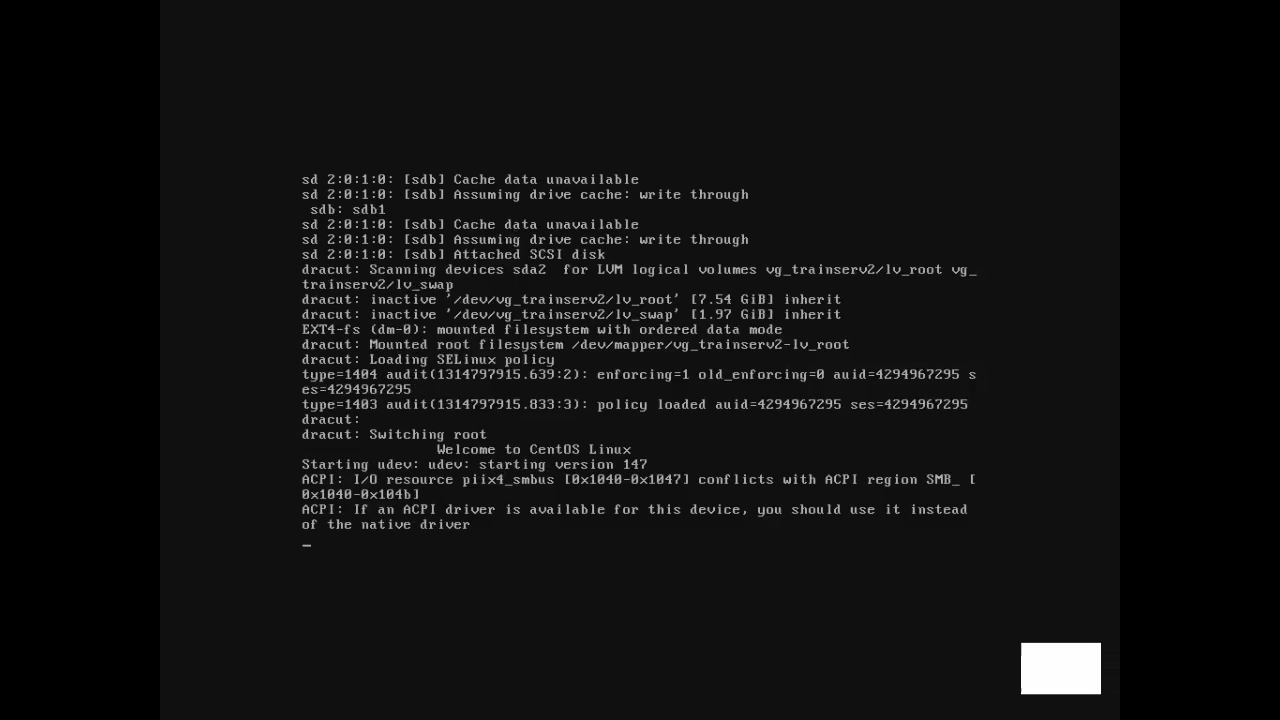 sd 2:0:1:0: [sdb] Cache data unavailable
sd 2:0:1:0: [sdb] Assuming drive cache: write through
sdb: sdb1
sd 2:0:1:0: [sdb] Cache data unavailable
sd 2:0:1:0: [sdb] Assuming drive cache: write through
sd 2:0:1:0: [sdb] Attached SCSI disk
dracut: Scanning devices sda2  for LVM logical volumes vg_trainserv2/lv_root vg_
trainserv2/lv_swap
dracut: inactive '/dev/vg_trainserv2/lv_root' [7.54 GiB] inherit
dracut: inactive '/dev/vg_trainserv2/lv_swap' [1.97 GiB] inherit
EXT4-fs (dm-0): mounted filesystem with ordered data mode
dracut: Mounted root filesystem /dev/mapper/vg_trainserv2-lv_root
dracut: Loading SELinux policy
type=1404 audit(1314797915.639:2): enforcing=1 old_enforcing=0 auid=4294967295 s
es=4294967295
type=1403 audit(1314797915.833:3): policy loaded auid=4294967295 ses=4294967295
dracut:
dracut: Switching root
Welcome to CentOS Linux
Starting udev: udev: starting version 147
ACPI: I/O resource piix4_smbus [0x1040-0x1047] conflicts with ACPI region SMB_ [
0x1040-0x104b]
ACPI: If an ACPI driver is available for this device, you should use it instead
of the native driver
_